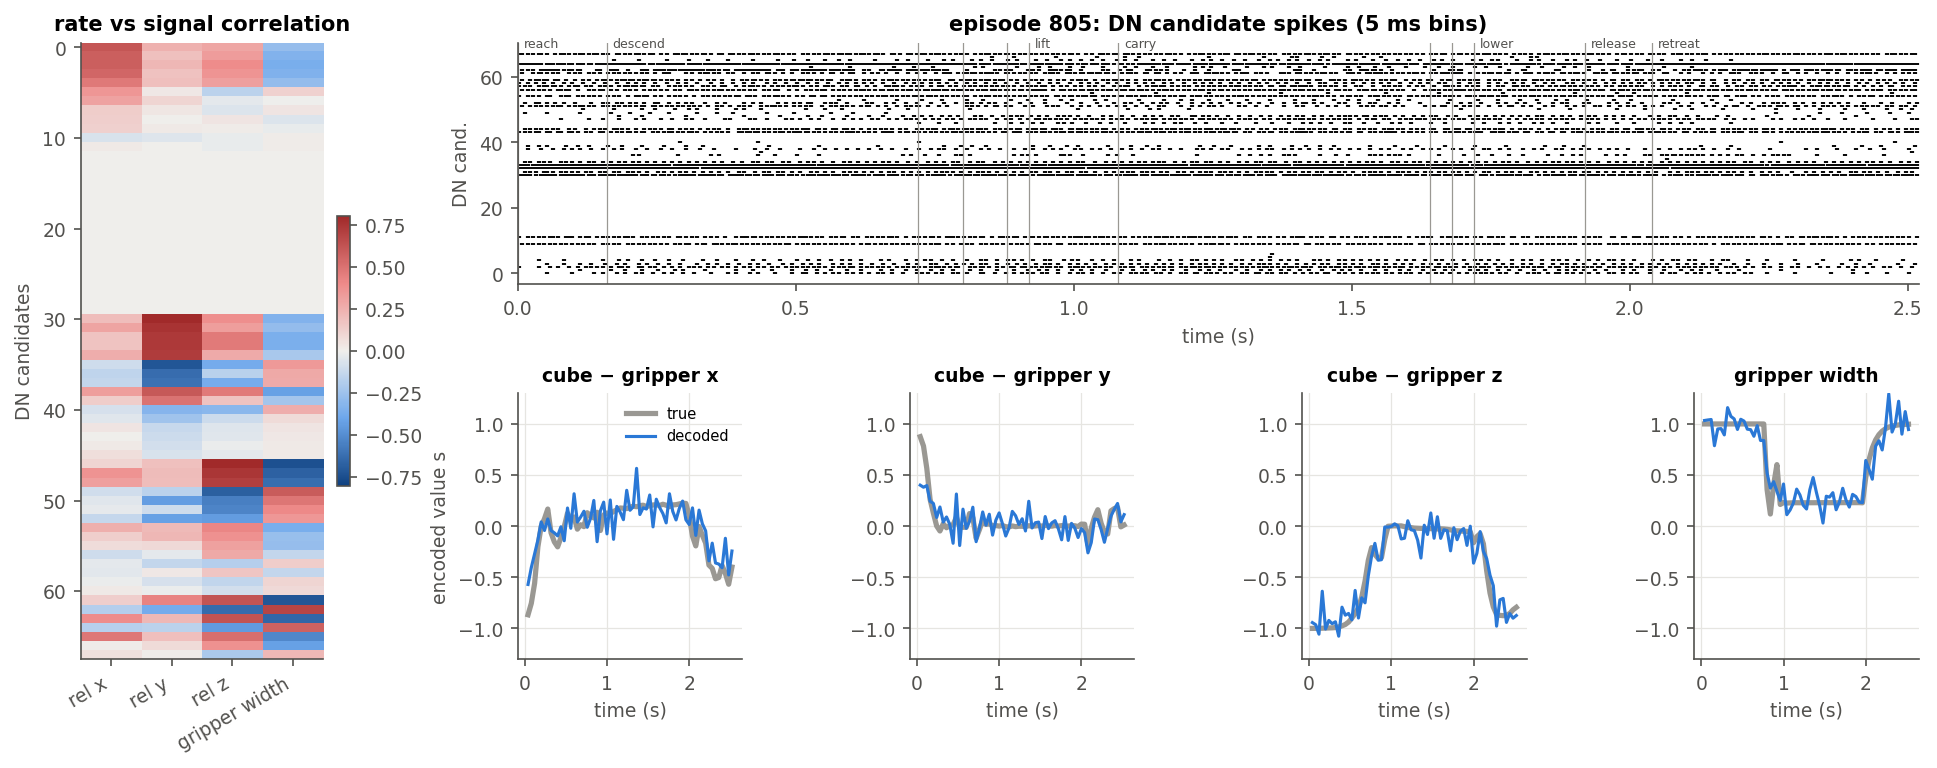 rate vs signal correlation
0
10
20
30
40
50
60
DN candidates
rel x
rel y
rel z
gripper width
0.75
0.50
0.25
0.00
−0.25
−0.50
−0.75
episode 805: DN candidate spikes (5 ms bins)
reach
descend
lift
carry
lower
release
retreat
60
40
20
0
DN cand.
0.0
0.5
1.0
1.5
2.0
2.5
time (s)
cube − gripper x
true
decoded
1.0
0.5
0.0
−0.5
−1.0
encoded value s
0
1
2
time (s)
cube − gripper y
1.0
0.5
0.0
−0.5
−1.0
0
1
2
time (s)
cube − gripper z
1.0
0.5
0.0
−0.5
−1.0
0
1
2
time (s)
gripper width
1.0
0.5
0.0
−0.5
−1.0
0
1
2
time (s)